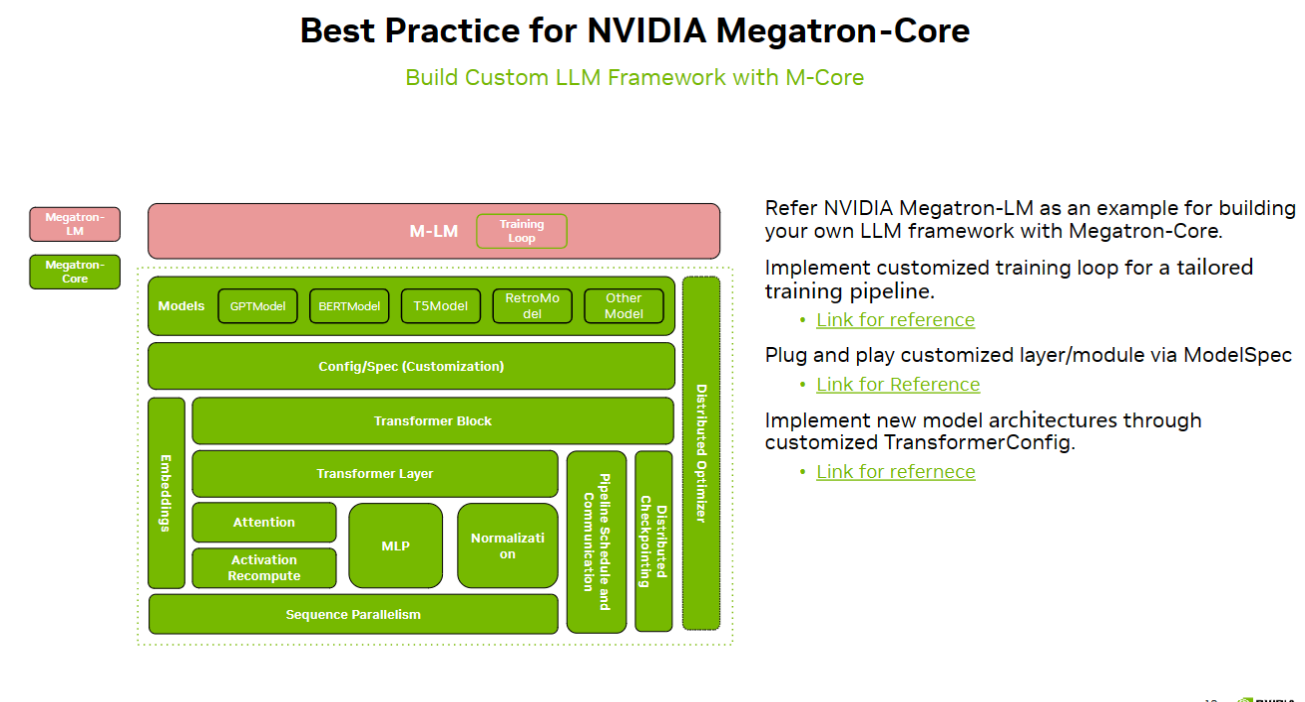 Best Practice for NVIDIA Megatron-Core
Build Custom LLM Framework with M-Core
Megatron-
LM
Megatron-
Core
M-LM
Training
Loop
Models
GPTModel
BERTModel
T5Model
RetroMo
del
Other
Model
Config/Spec (Customization)
Embeddings
Transformer Block
Transformer Layer
Attention
Activation
Recompute
MLP
Normalizati
on
Sequence Parallelism
Pipeline Schedule and
Communication
Distributed
Checkpointing
Distributed Optimizer
Refer NVIDIA Megatron-LM as an example for building
your own LLM framework with Megatron-Core.
Implement customized training loop for a tailored
training pipeline.
• Link for reference
Plug and play customized layer/module via ModelSpec
• Link for Reference
Implement new model architectures through
customized TransformerConfig.
• Link for refernece